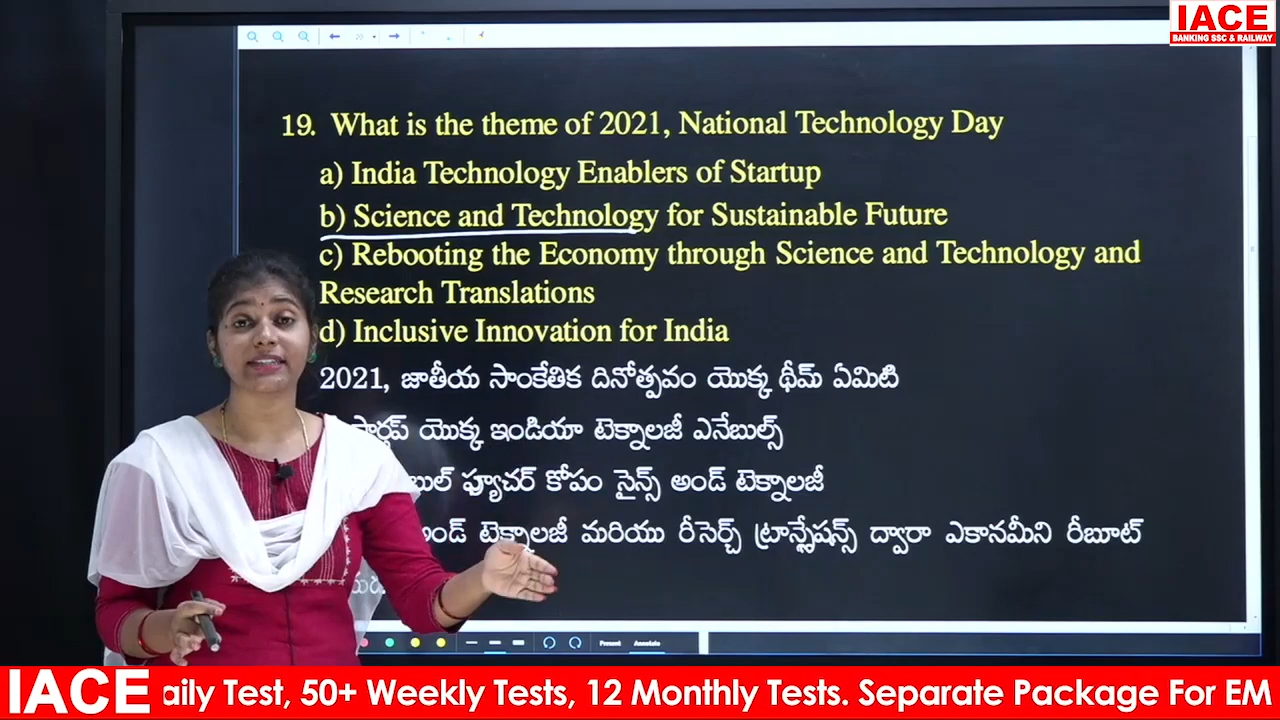 IACE
BANKING SSC & RAILWAY
19. What is the theme of 2021, National Technology Day
a) India Technology Enablers of Startup
b) Science and Technology for Sustainable Future
c) Rebooting the Economy through Science and Technology and
Research Translations
d) Inclusive Innovation for India
2021, జాతీయ సాంకేతిక దినోత్సవం యొక్క థీమ్ ఏమిటి
యొక్క ఇండియా టెక్నాలజీ ఎనేబుల్స్
ఫ్యూచర్ కోపం సైన్స్ అండ్ టెక్నాలజీ
అండ్ టెక్నాలజీ మరియు రీసెర్చ్ ట్రాన్స్లేషన్స్ ద్వారా ఎకానమీని రీబూట్
Present Annotate
IACE aily Test, 50+ Weekly Tests, 12 Monthly Tests. Separate Package For EM